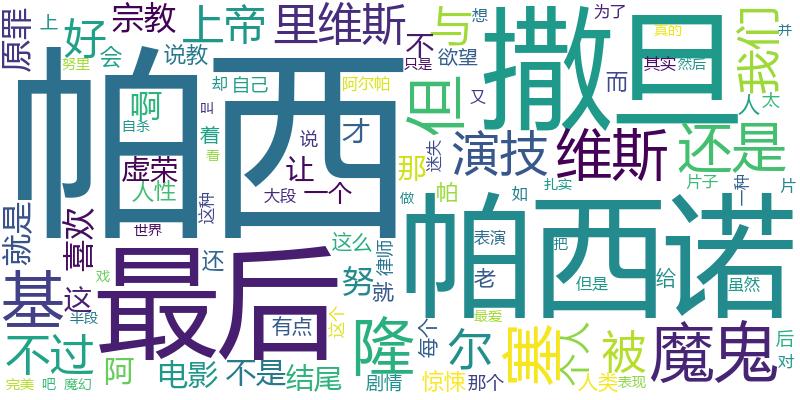 原罪 上 宗教 上帝 里维斯 与 想 为了 真的 并
好 会 说教 不 只是 欲望 而 其实 然后
努里 却 自己 阿尔帕 但 又 撒旦 人 太 我们
帕西 啊 叫 着 才 演技 维斯 还是
自杀 看 说 那 迷失
虚荣 让 人性 大段 一个 帕 做 如 扎实 片子 一种 片
就是 喜欢 世界 这种 帕西诺
最后 这么 律师 表演 把
基 这 戏 还 努 就 老 但是 给 虽然
半段 有点 这个 最爱
不过 阿 隆 尔 每个 塞 个人 被 魔鬼 后
电影 不是 结尾 剧情 惊悚 那个 人类 表现 对
完美 吧 魔幻